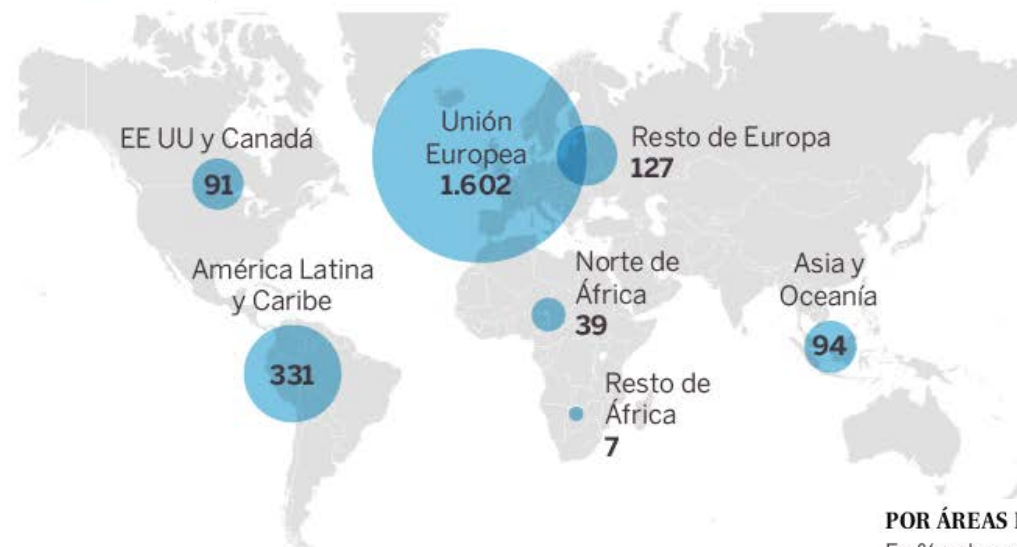 EE UU y Canadá
91
Unión
Europea
1.602
Resto de Europa
127
América Latina
y Caribe
331
Norte de
África
39
Asia y
Oceanía
94
Resto de
África
7
POR ÁREAS